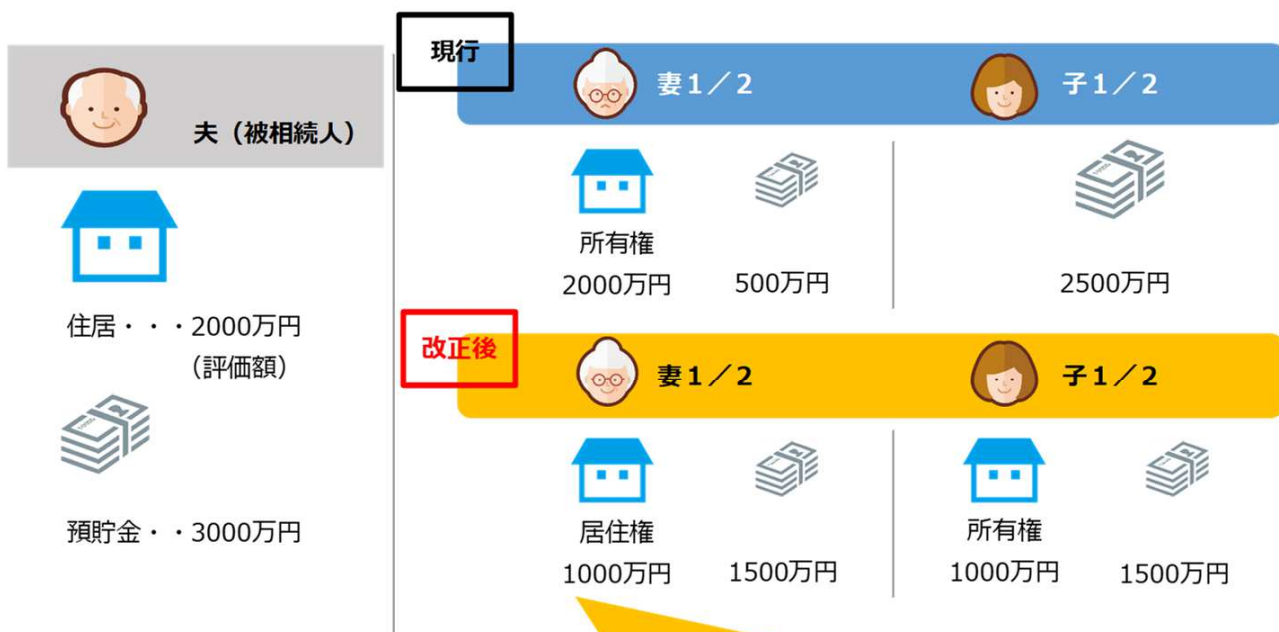 夫（被相続人）
住居・・・2000万円
（評価額）
預貯金・・3000万円
現行
妻１／２
子１／２
所有権
2000万円
500万円
2500万円
改正後
妻１／２
子１／２
居住権
1000万円
1500万円
所有権
1000万円
1500万円